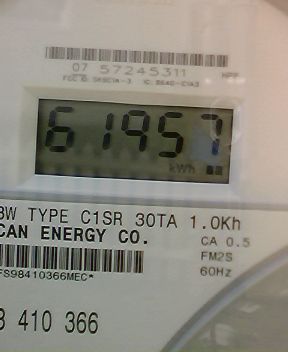 07 57245311
61957
kWh
3W TYPE C1SR 30TA 1.0Kh
CAN ENERGY CO. CA 0.5
FM2S
FS98410366MEC* 60Hz
8 410 366